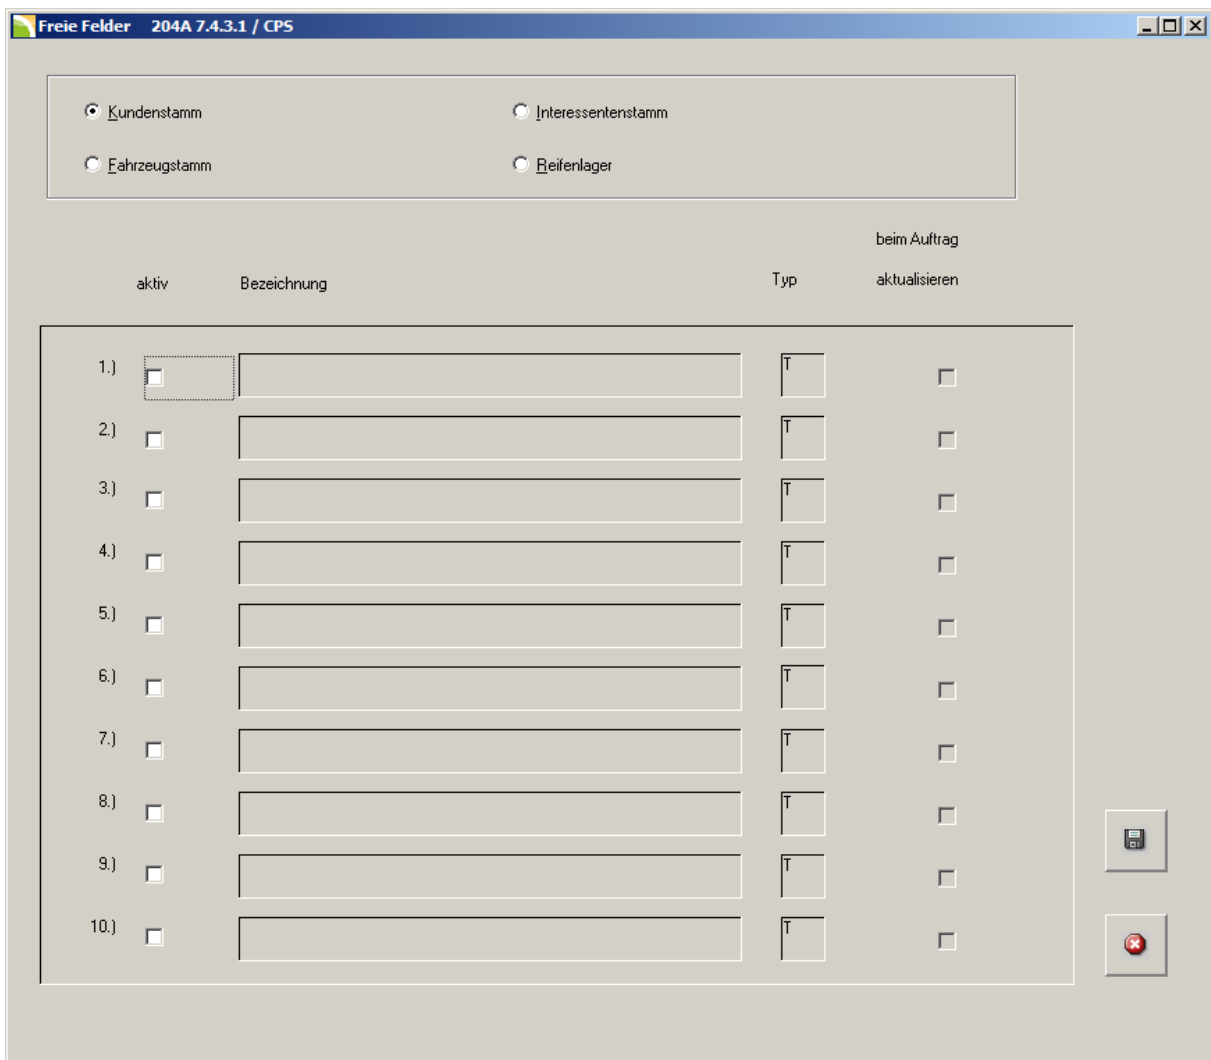 Freie Felder 204A 7.4.3.1 / CPS
Kundenstamm Interessentenstamm
Fahrzeugstamm Reifenlager
beim Auftrag
aktiv Bezeichnung Typ aktualisieren
1.) T
2.) T
3.) T
4.) T
5.) T
6.) T
7.) T
8.) T
9.) T
10.) T